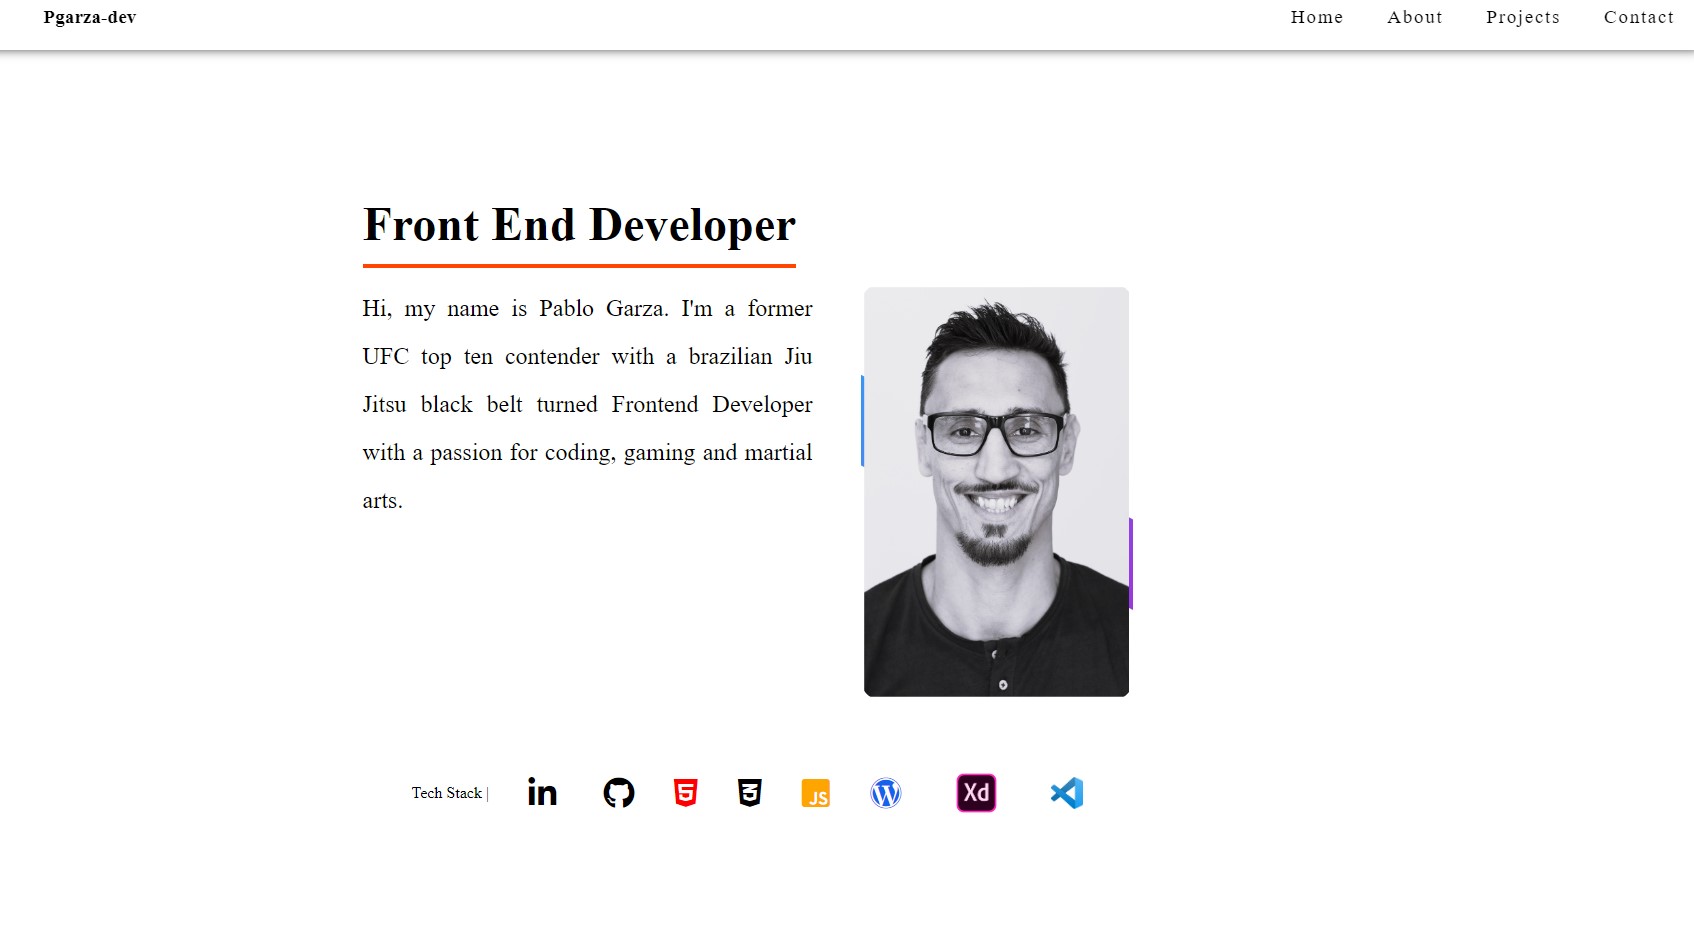 Pgarza-dev
Home About Projects Contact
Front End Developer
Hi, my name is Pablo Garza. I'm a former
UFC top ten contender with a brazilian Jiu
Jitsu black belt turned Frontend Developer
with a passion for coding, gaming and martial
arts.
Tech Stack | in 5 3 JS W Xd